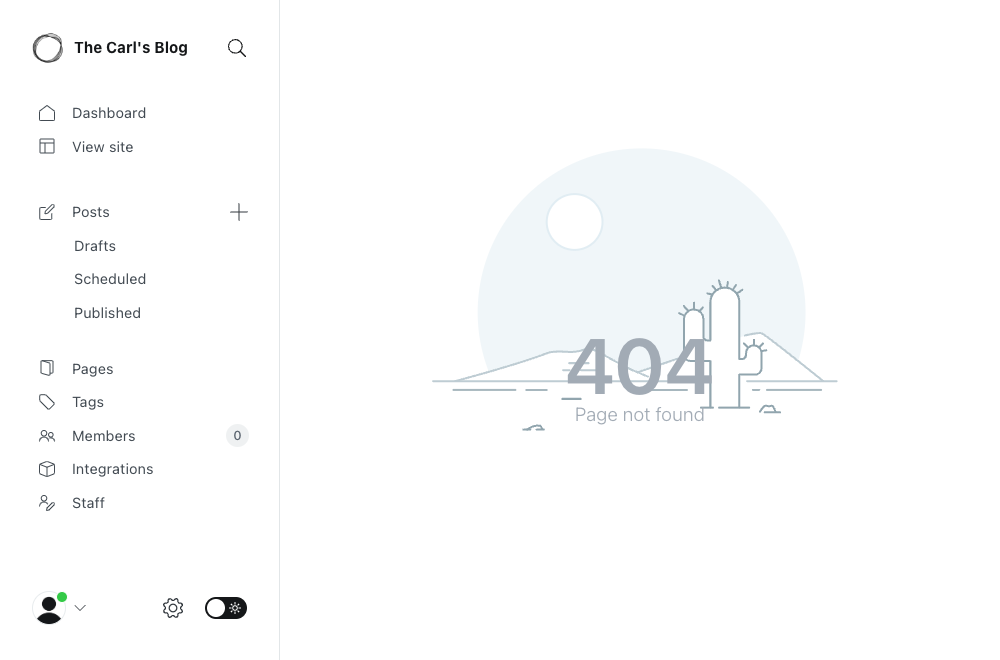 The Carl's Blog
Dashboard
View site
Posts
Drafts
Scheduled
Published
Pages
Tags
Members 0
Integrations
Staff
404
Page not found